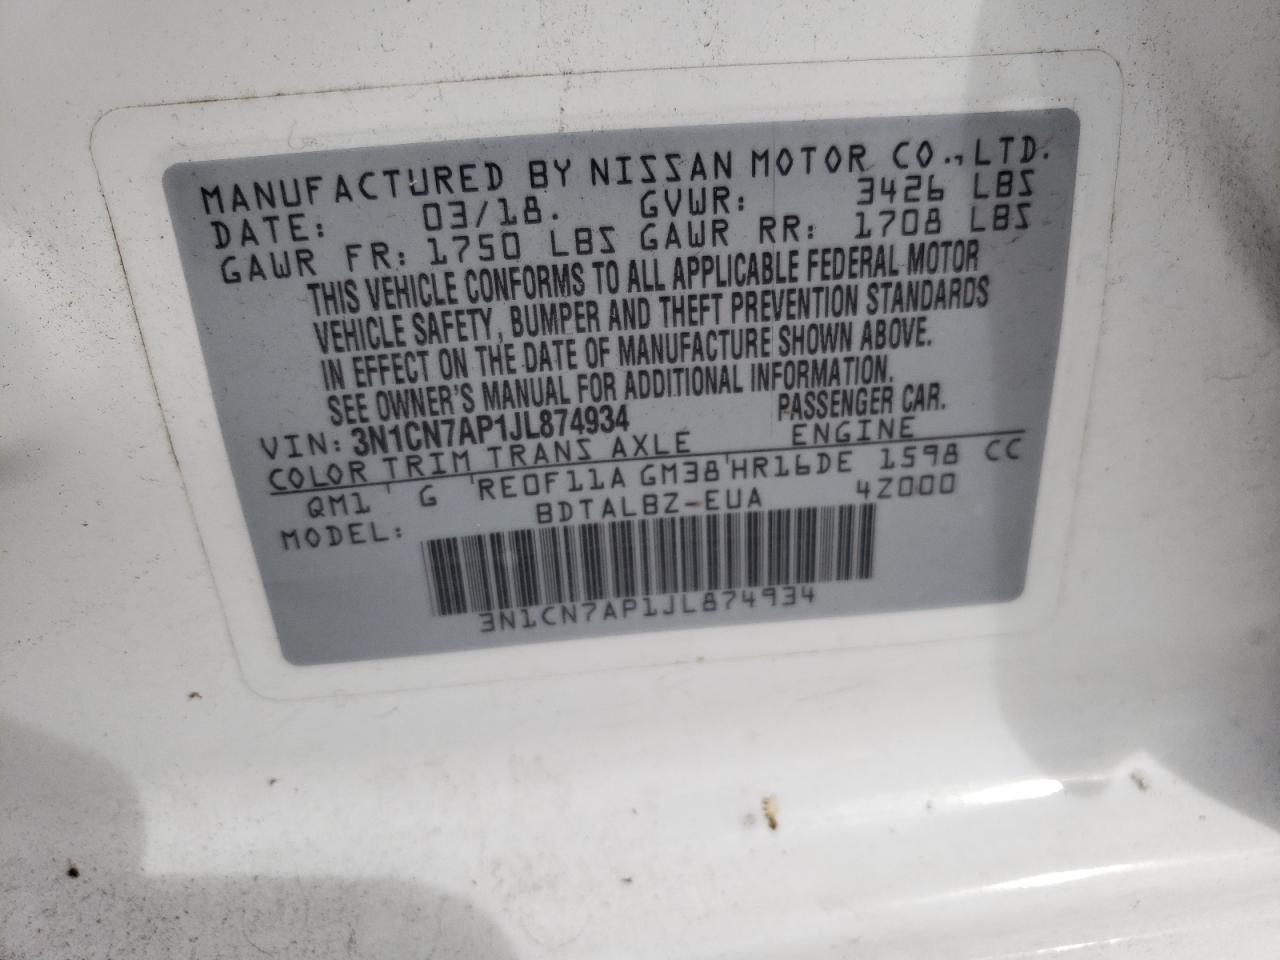 MANUFACTURED BY NISSAN MOTOR CO.,LTD.
DATE: 03/18. GVWR: 3426 LBS
GAWR FR: 1750 LBS GAWR RR: 1708 LBS
THIS VEHICLE CONFORMS TO ALL APPLICABLE FEDERAL MOTOR
VEHICLE SAFETY, BUMPER AND THEFT PREVENTION STANDARDS
IN EFFECT ON THE DATE OF MANUFACTURE SHOWN ABOVE.
SEE OWNER'S MANUAL FOR ADDITIONAL INFORMATION.
VIN: 3N1CN7AP1JL874934 PASSENGER CAR.
COLOR TRIM TRANS AXLE ENGINE
QM1 ' G 'RE0F11A GM38'HR16DE 1598 CC
MODEL: BDTALBZ-EUA 4Z000
3N1CN7AP1JL874934